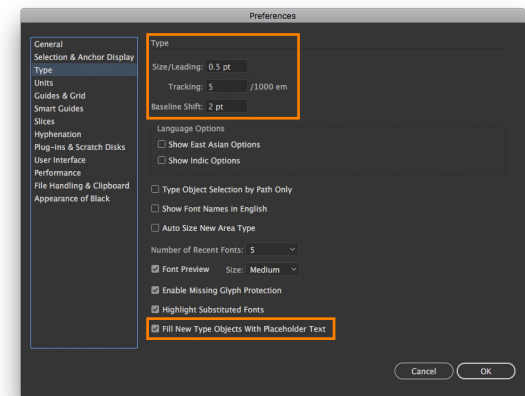 Preferences
General
Selection & Anchor Display
Type
Units
Guides & Grid
Smart Guides
Slices
Hyphenation
Plug-ins & Scratch Disks
User Interface
Performance
File Handling & Clipboard
Appearance of Black
Type
Size/Leading: 0.5 pt
Tracking: 5 /1000 em
Baseline Shift: 2 pt
Language Options
Show East Asian Options
Show Indic Options
Type Object Selection by Path Only
Show Font Names in English
Auto Size New Area Type
Number of Recent Fonts: 5
Font Preview Size: Medium
Enable Missing Glyph Protection
Highlight Substituted Fonts
Fill New Type Objects With Placeholder Text
Cancel OK